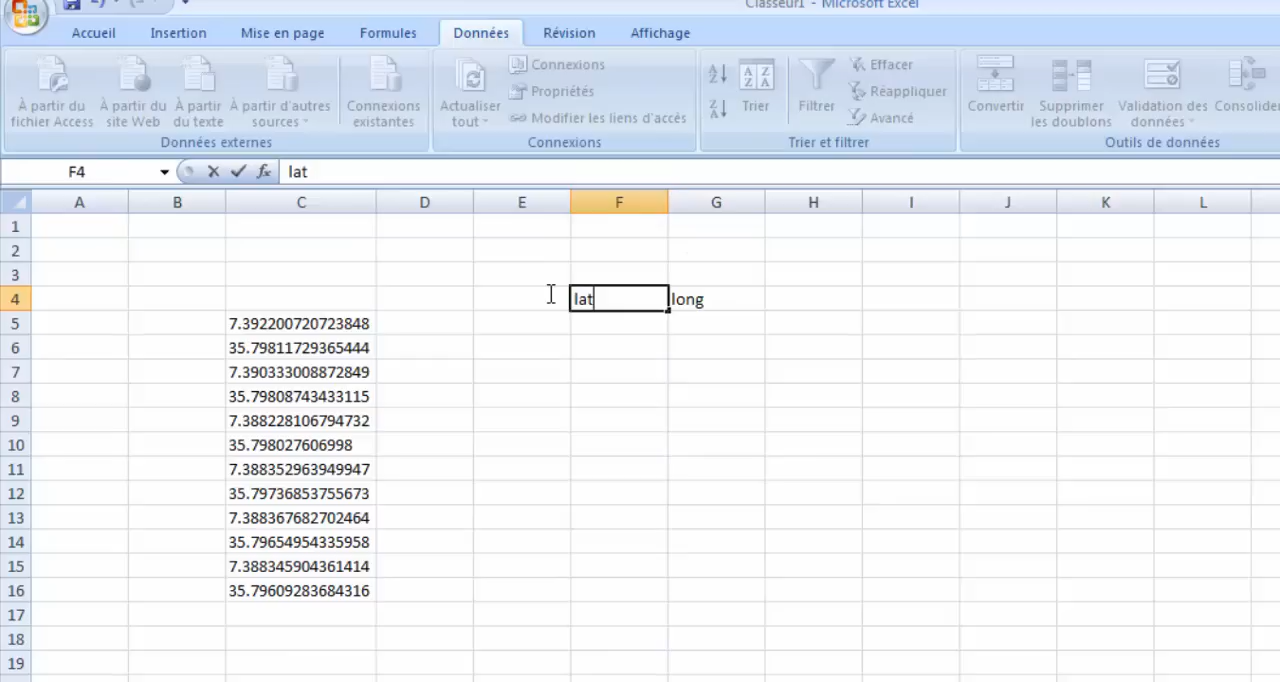 Classeur1 - Microsoft Excel
Accueil Insertion Mise en page Formules Données Révision Affichage
À partir du fichier Access
À partir du site Web
À partir du texte
À partir d'autres sources
Connexions existantes
Données externes
Actualiser tout
Connexions
Propriétés
Modifier les liens d'accés
Connexions
A Z
Z A
A Z Z A
Trier
Filtrer
Effacer
Réappliquer
Avancé
Trier et filtrer
Convertir
Supprimer les doublons
Validation des données
Consolider
Outils de données
F4 fx lat
A B C D E F G H I J K L
1
2
3
4 lat long
5 7.392200720723848
6 35.79811729365444
7 7.390333008872849
8 35.79808743433115
9 7.388228106794732
10 35.798027606998
11 7.388352963949947
12 35.79736853755673
13 7.388367682702464
14 35.79654954335958
15 7.388345904361414
16 35.79609283684316
17
18
19